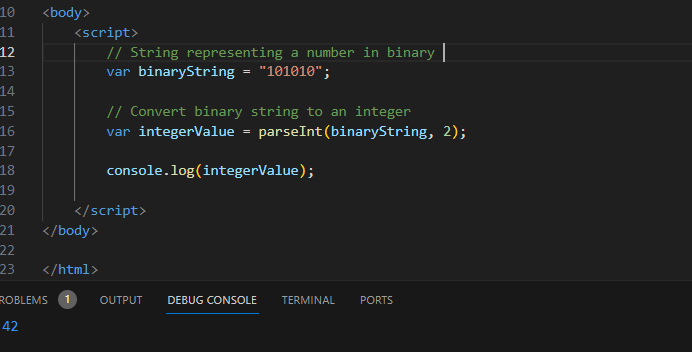 10 <body>
11 <script>
12 // String representing a number in binary
13 var binaryString = "101010";
14
15 // Convert binary string to an integer
16 var integerValue = parseInt(binaryString, 2);
17
18 console.log(integerValue);
19
20 </script>
21 </body>
22
23 </html>
ROBLEMS 1 OUTPUT DEBUG CONSOLE TERMINAL PORTS
42